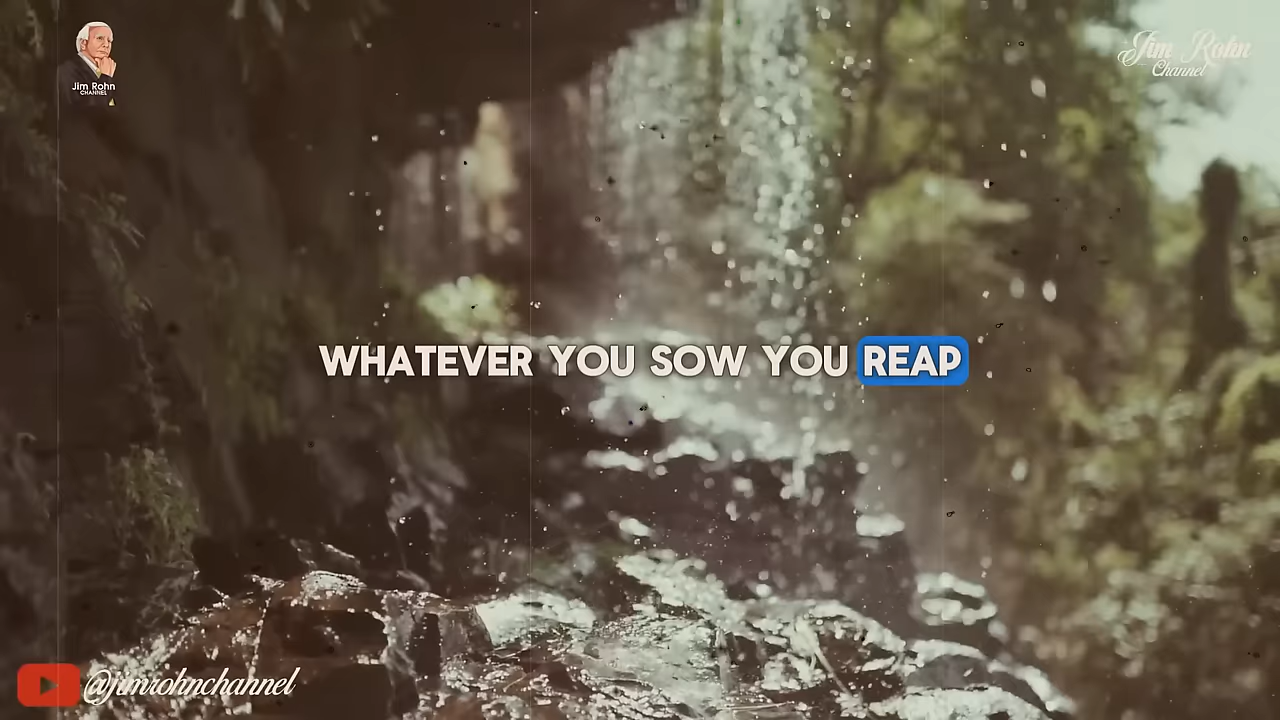 Jim Rohn
CHANNEL
Jim Rohn
Channel
WHATEVER YOU SOW YOU REAP
@jimrohnchannel